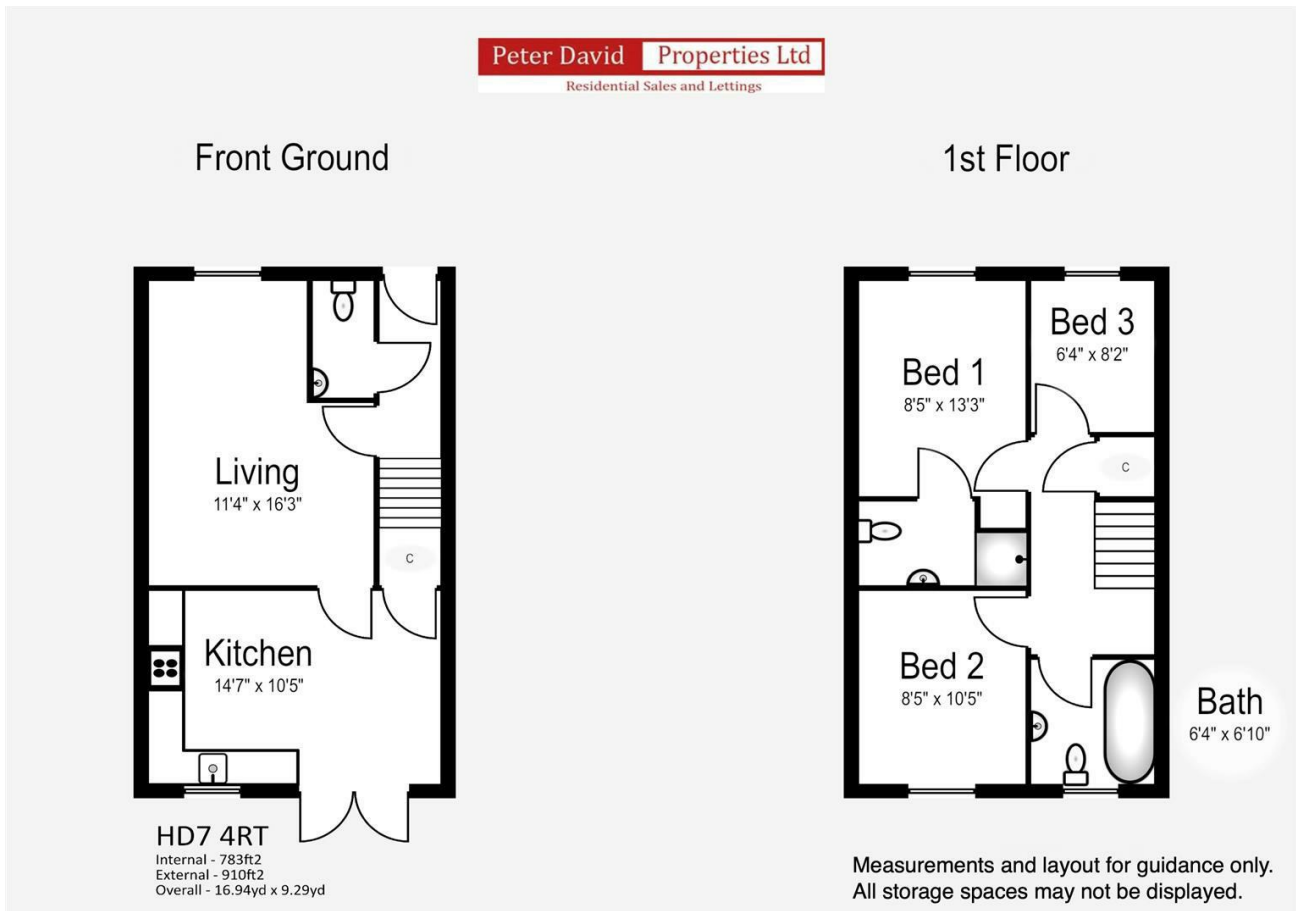 Peter David Properties Ltd
Residential Sales and Lettings
Front Ground
1st Floor
Living
11'4" x 16'3"
C
Kitchen
14'7" x 10'5"
HD7 4RT
Internal - 783ft2
External - 910ft2
Overall - 16.94yd x 9.29yd
Bed 1
8'5" x 13'3"
Bed 3
6'4" x 8'2"
C
Bed 2
8'5" x 10'5"
Bath
6'4" x 6'10"
Measurements and layout for guidance only.
All storage spaces may not be displayed.